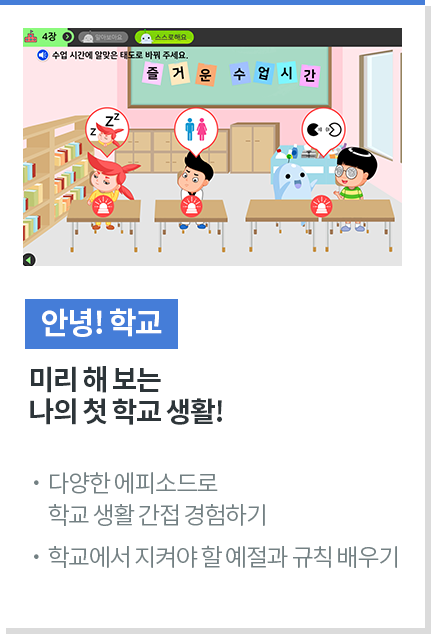 4장
알아보아요
스스로해요
수업 시간에 알맞은 태도로 바꿔 주세요.
즐거운 수업시간
z Z Z
안녕! 학교
미리 해 보는
나의 첫 학교 생활!
• 다양한 에피소드로
학교 생활 간접 경험하기
• 학교에서 지켜야 할 예절과 규칙 배우기